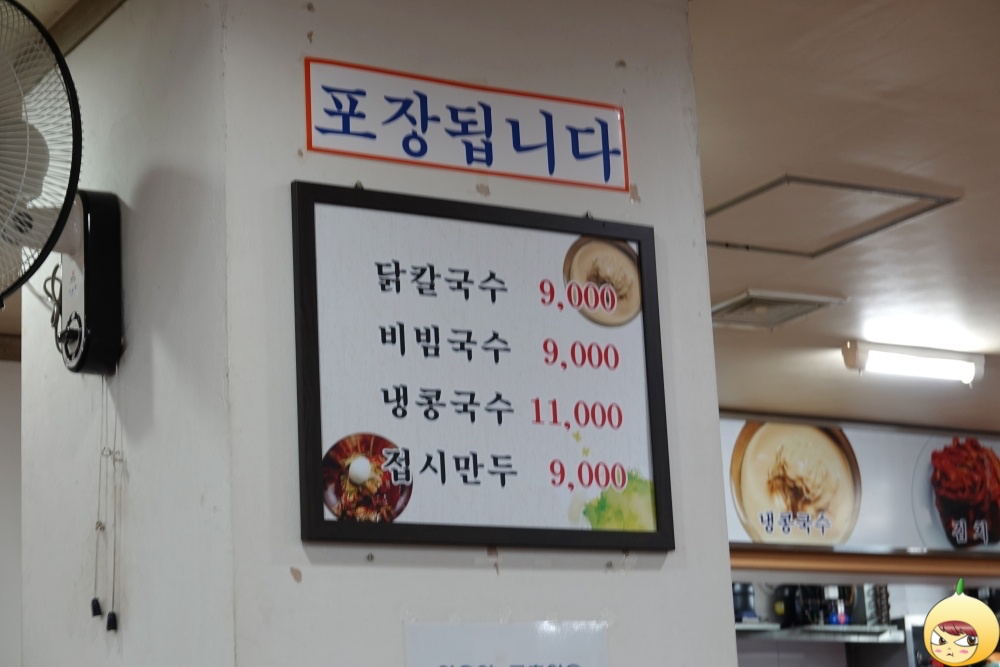 포장됩니다
닭칼국수 9,000
비빔국수 9,000
냉콩국수 11,000
접시만두 9,000
냉콩국수
김치